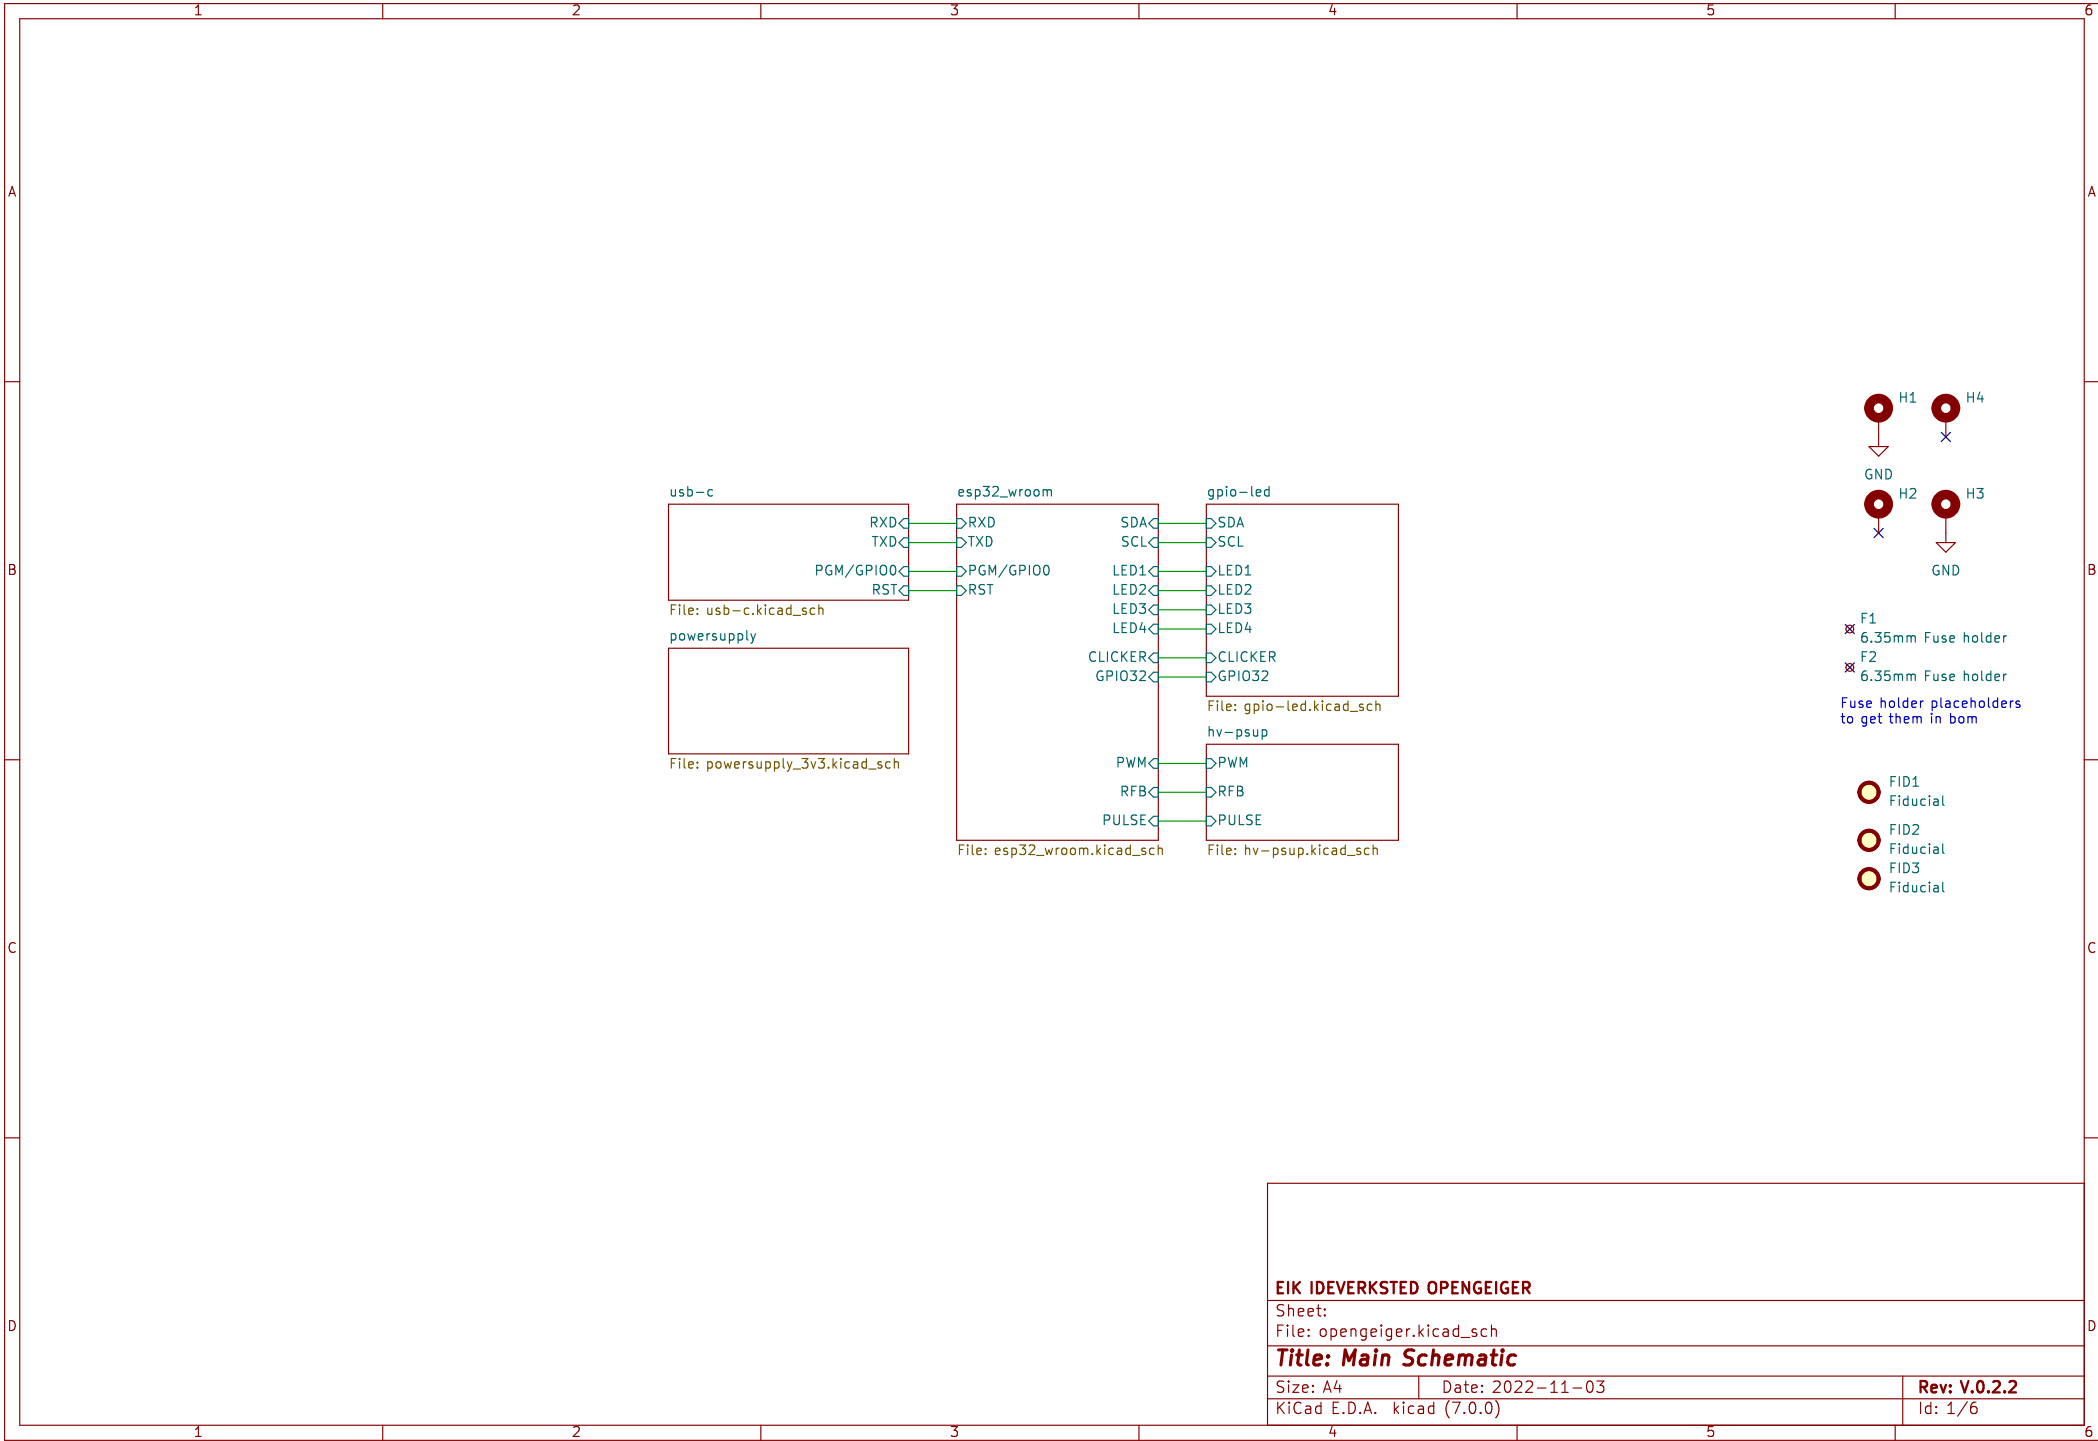 1 2 3 4 5 6
A A
B B
C C
D D
usb-c
RXD
TXD
PGM/GPIO0
RST
File: usb-c.kicad_sch
powersupply
File: powersupply_3v3.kicad_sch
esp32_wroom
RXD SDA
TXD SCL
PGM/GPIO0 LED1
RST LED2
LED3
LED4
CLICKER
GPIO32
PWM
RFB
PULSE
File: esp32_wroom.kicad_sch
gpio-led
SDA
SCL
LED1
LED2
LED3
LED4
CLICKER
GPIO32
File: gpio-led.kicad_sch
hv-psup
PWM
RFB
PULSE
File: hv-psup.kicad_sch
H1 H4
GND
H2 H3
GND
F1
6.35mm Fuse holder
F2
6.35mm Fuse holder
Fuse holder placeholders
to get them in bom
FID1
Fiducial
FID2
Fiducial
FID3
Fiducial
EIK IDEVERKSTED OPENGEIGER
Sheet:
File: opengeiger.kicad_sch
Title: Main Schematic
Size: A4 Date: 2022-11-03 Rev: V.0.2.2
KiCad E.D.A. kicad (7.0.0) Id: 1/6
1 2 3 4 5 6